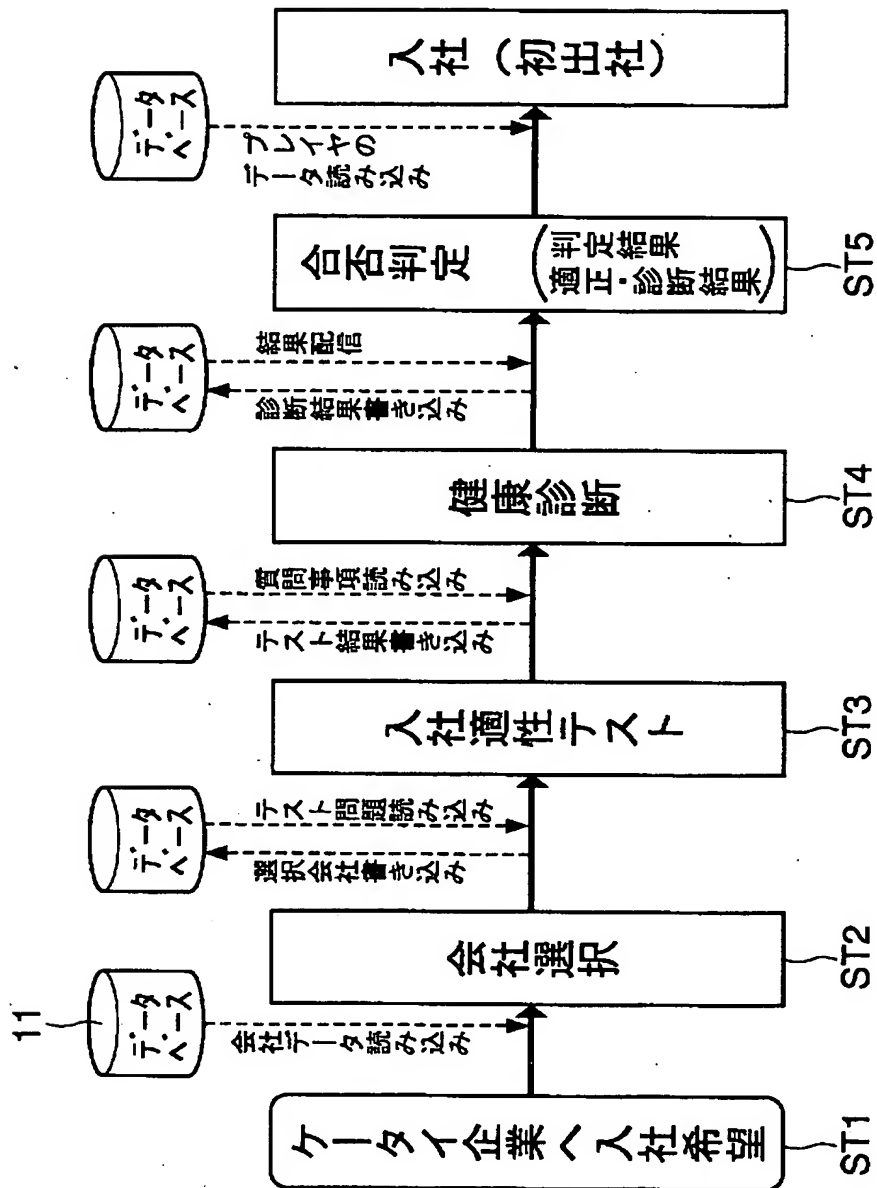 11
データ
ベース
会社データ読み込み
ケータイ企業へ入社希望
ST1
会社選択
ST2
データ
ベース
選択会社書き込み
テスト問題読み込み
入社適性テスト
ST3
データ
ベース
テスト結果書き込み
質問事項読み込み
健康診断
ST4
データ
ベース
診断結果書き込み
結果配信
合否判定
(判定結果
適正・診断結果)
ST5
データ
ベース
プレイヤの
データ読み込み
入社(初出社)